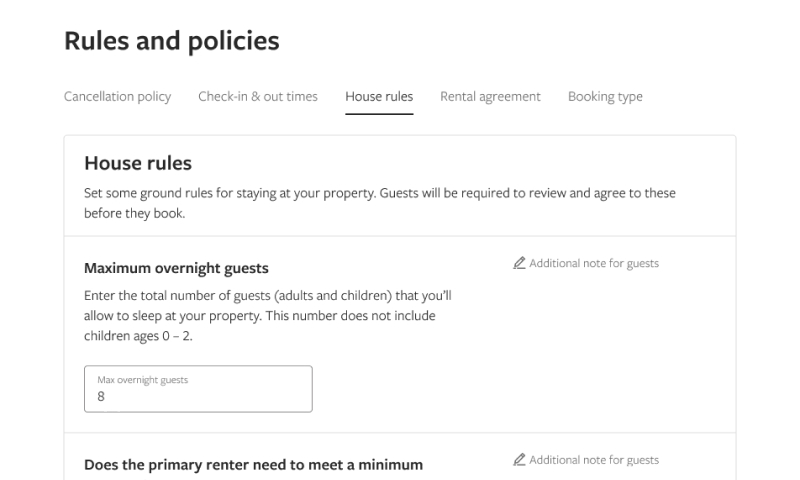 Rules and policies
Cancellation policy Check-in & out times House rules Rental agreement Booking type
House rules
Set some ground rules for staying at your property. Guests will be required to review and agree to these
before they book.
Maximum overnight guests
Additional note for guests
Enter the total number of guests (adults and children) that you'll
allow to sleep at your property. This number does not include
children ages 0 – 2.
Max overnight guests
8
Does the primary renter need to meet a minimum
Additional note for guests